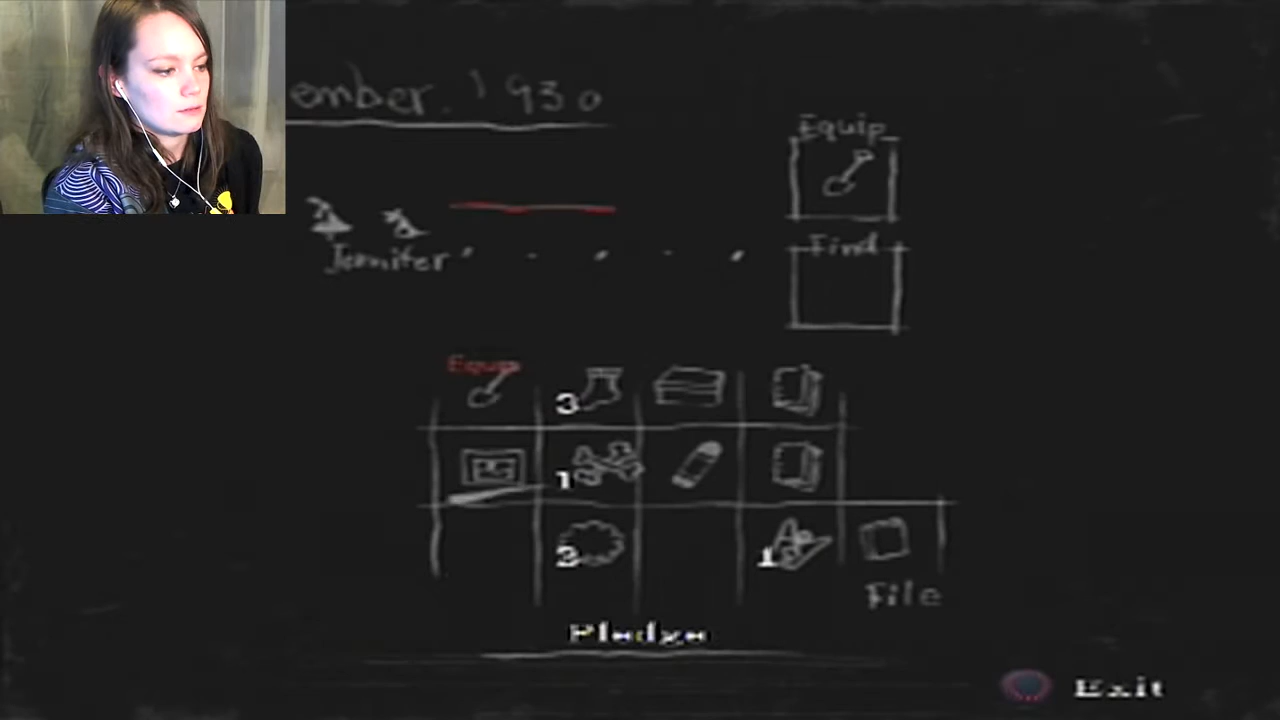 ember. 1930
Equip
Jennifer
Find
Equip
3
1
2
1
File
Pledge
Exit